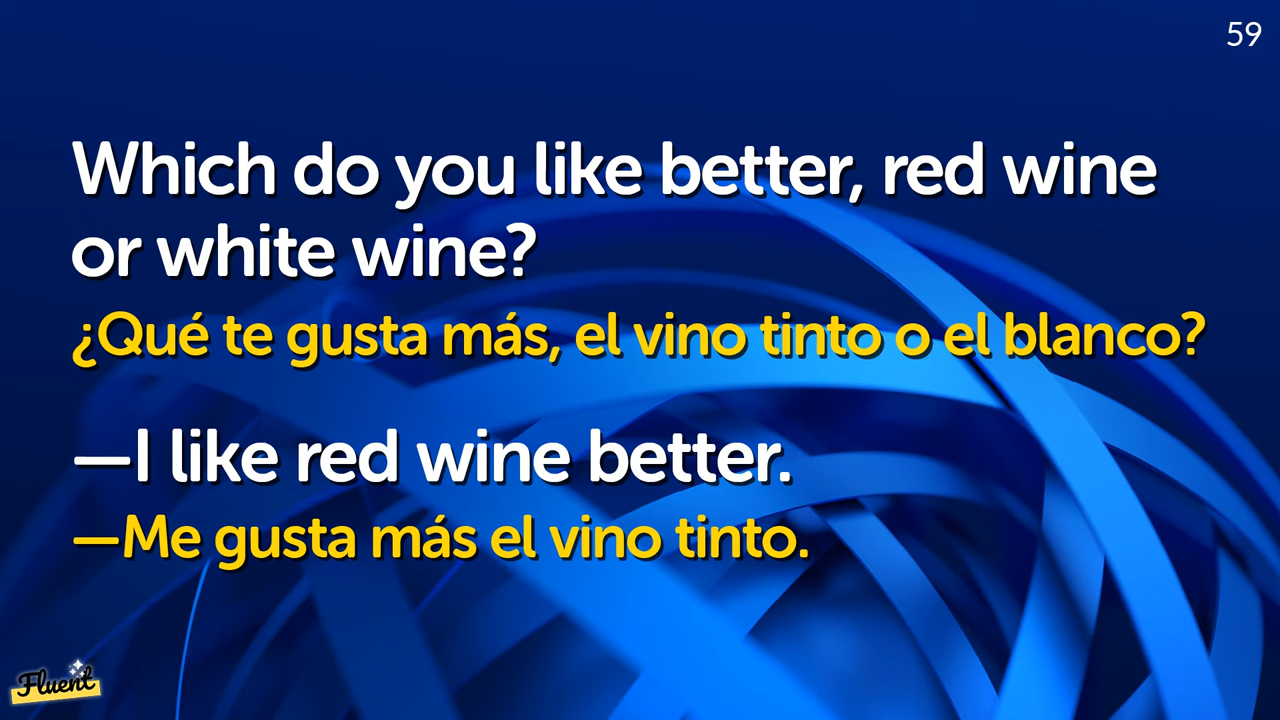 59
Which do you like better, red wine
or white wine?
¿Qué te gusta más, el vino tinto o el blanco?
—I like red wine better.
—Me gusta más el vino tinto.
Fluent